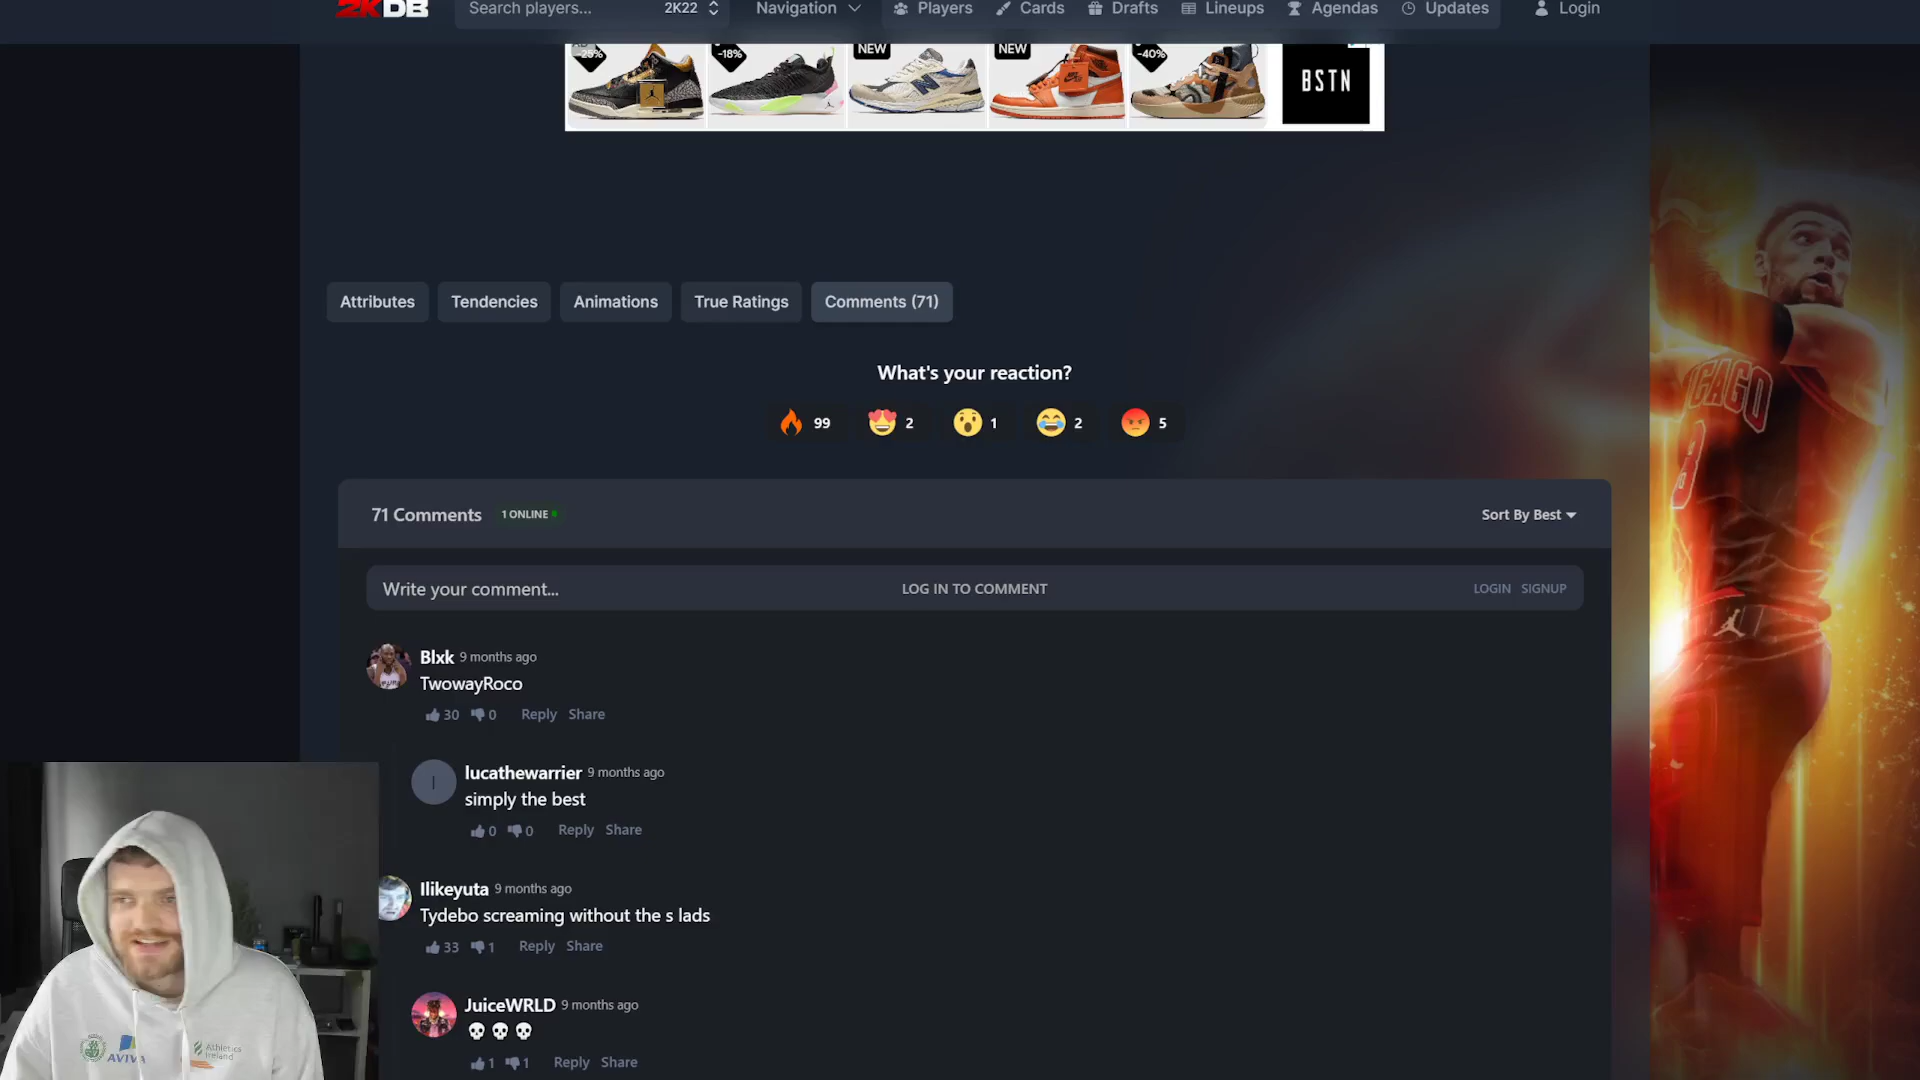 2KDB
Search players...
2K22
Navigation
Players
Cards
Drafts
Lineups
Agendas
Updates
Login
-25%
-18%
NEW
NEW
-40%
BSTN
Attributes
Tendencies
Animations
True Ratings
Comments (71)
What's your reaction?
99
2
1
2
5
71 Comments
1 ONLINE
Sort By Best
Write your comment...
LOG IN TO COMMENT
LOGIN
SIGNUP
Blxk 9 months ago
TwowayRoco
30 0 Reply Share
lucathewarrier 9 months ago
simply the best
0 0 Reply Share
Ilikeyuta 9 months ago
Tydebo screaming without the s lads
33 1 Reply Share
JuiceWRLD 9 months ago
1 1 Reply Share
AVIVA
Athletics
Ireland